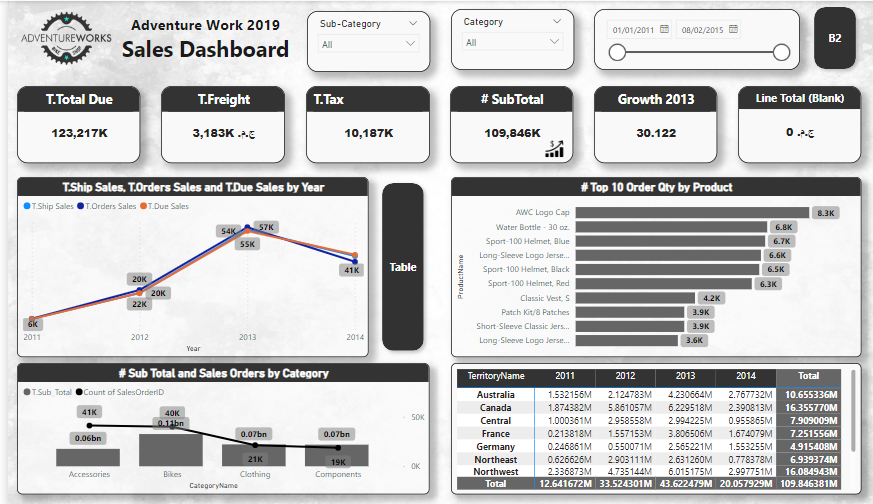 ADVENTUREWORKS
BIKE SHOP
Adventure Work 2019
Sales Dashboard
Sub-Category
All
Category
All
01/01/2011
08/02/2015
B2
T.Total Due
123,217K
T.Freight
3,183K ج.م.
T.Tax
10,187K
# SubTotal
109,846K
Growth 2013
30.122
Line Total (Blank)
0 ج.م.
T.Ship Sales, T.Orders Sales and T.Due Sales by Year
T.Ship Sales T.Orders Sales T.Due Sales
54K 57K
55K
20K
20K
22K
41K
6K
2011 2012 2013 2014
Year
Table
# Top 10 Order Qty by Product
ProductName
AWC Logo Cap 8.3K
Water Bottle - 30 oz. 6.8K
Sport-100 Helmet, Blue 6.7K
Long-Sleeve Logo Jerse... 6.6K
Sport-100 Helmet, Black 6.5K
Sport-100 Helmet, Red 6.3K
Classic Vest, S 4.2K
Patch Kit/8 Patches 3.9K
Short-Sleeve Classic Jers... 3.9K
Long-Sleeve Logo Jerse... 3.6K
# Sub Total and Sales Orders by Category
T.Sub_Total Count of SalesOrderID
41K 40K
0.06bn 0.11bn 0.07bn 0.07bn
21K 19K
50K
0K
Accessories Bikes Clothing Components
CategoryName
TerritoryName 2011 2012 2013 2014 Total
Australia 1.532156M 2.124783M 4.230664M 2.767732M 10.655336M
Canada 1.874382M 5.861057M 6.229518M 2.390813M 16.355770M
Central 1.000361M 2.958558M 2.994225M 0.955865M 7.909009M
France 0.213818M 1.557153M 3.806506M 1.674079M 7.251556M
Germany 0.246861M 0.550071M 2.565221M 1.553255M 4.915408M
Northeast 0.626626M 2.903111M 2.631260M 0.778378M 6.939374M
Northwest 2.336873M 4.735144M 6.015175M 2.997751M 16.084943M
Total 12.641672M 33.524301M 43.622479M 20.057929M 109.846381M